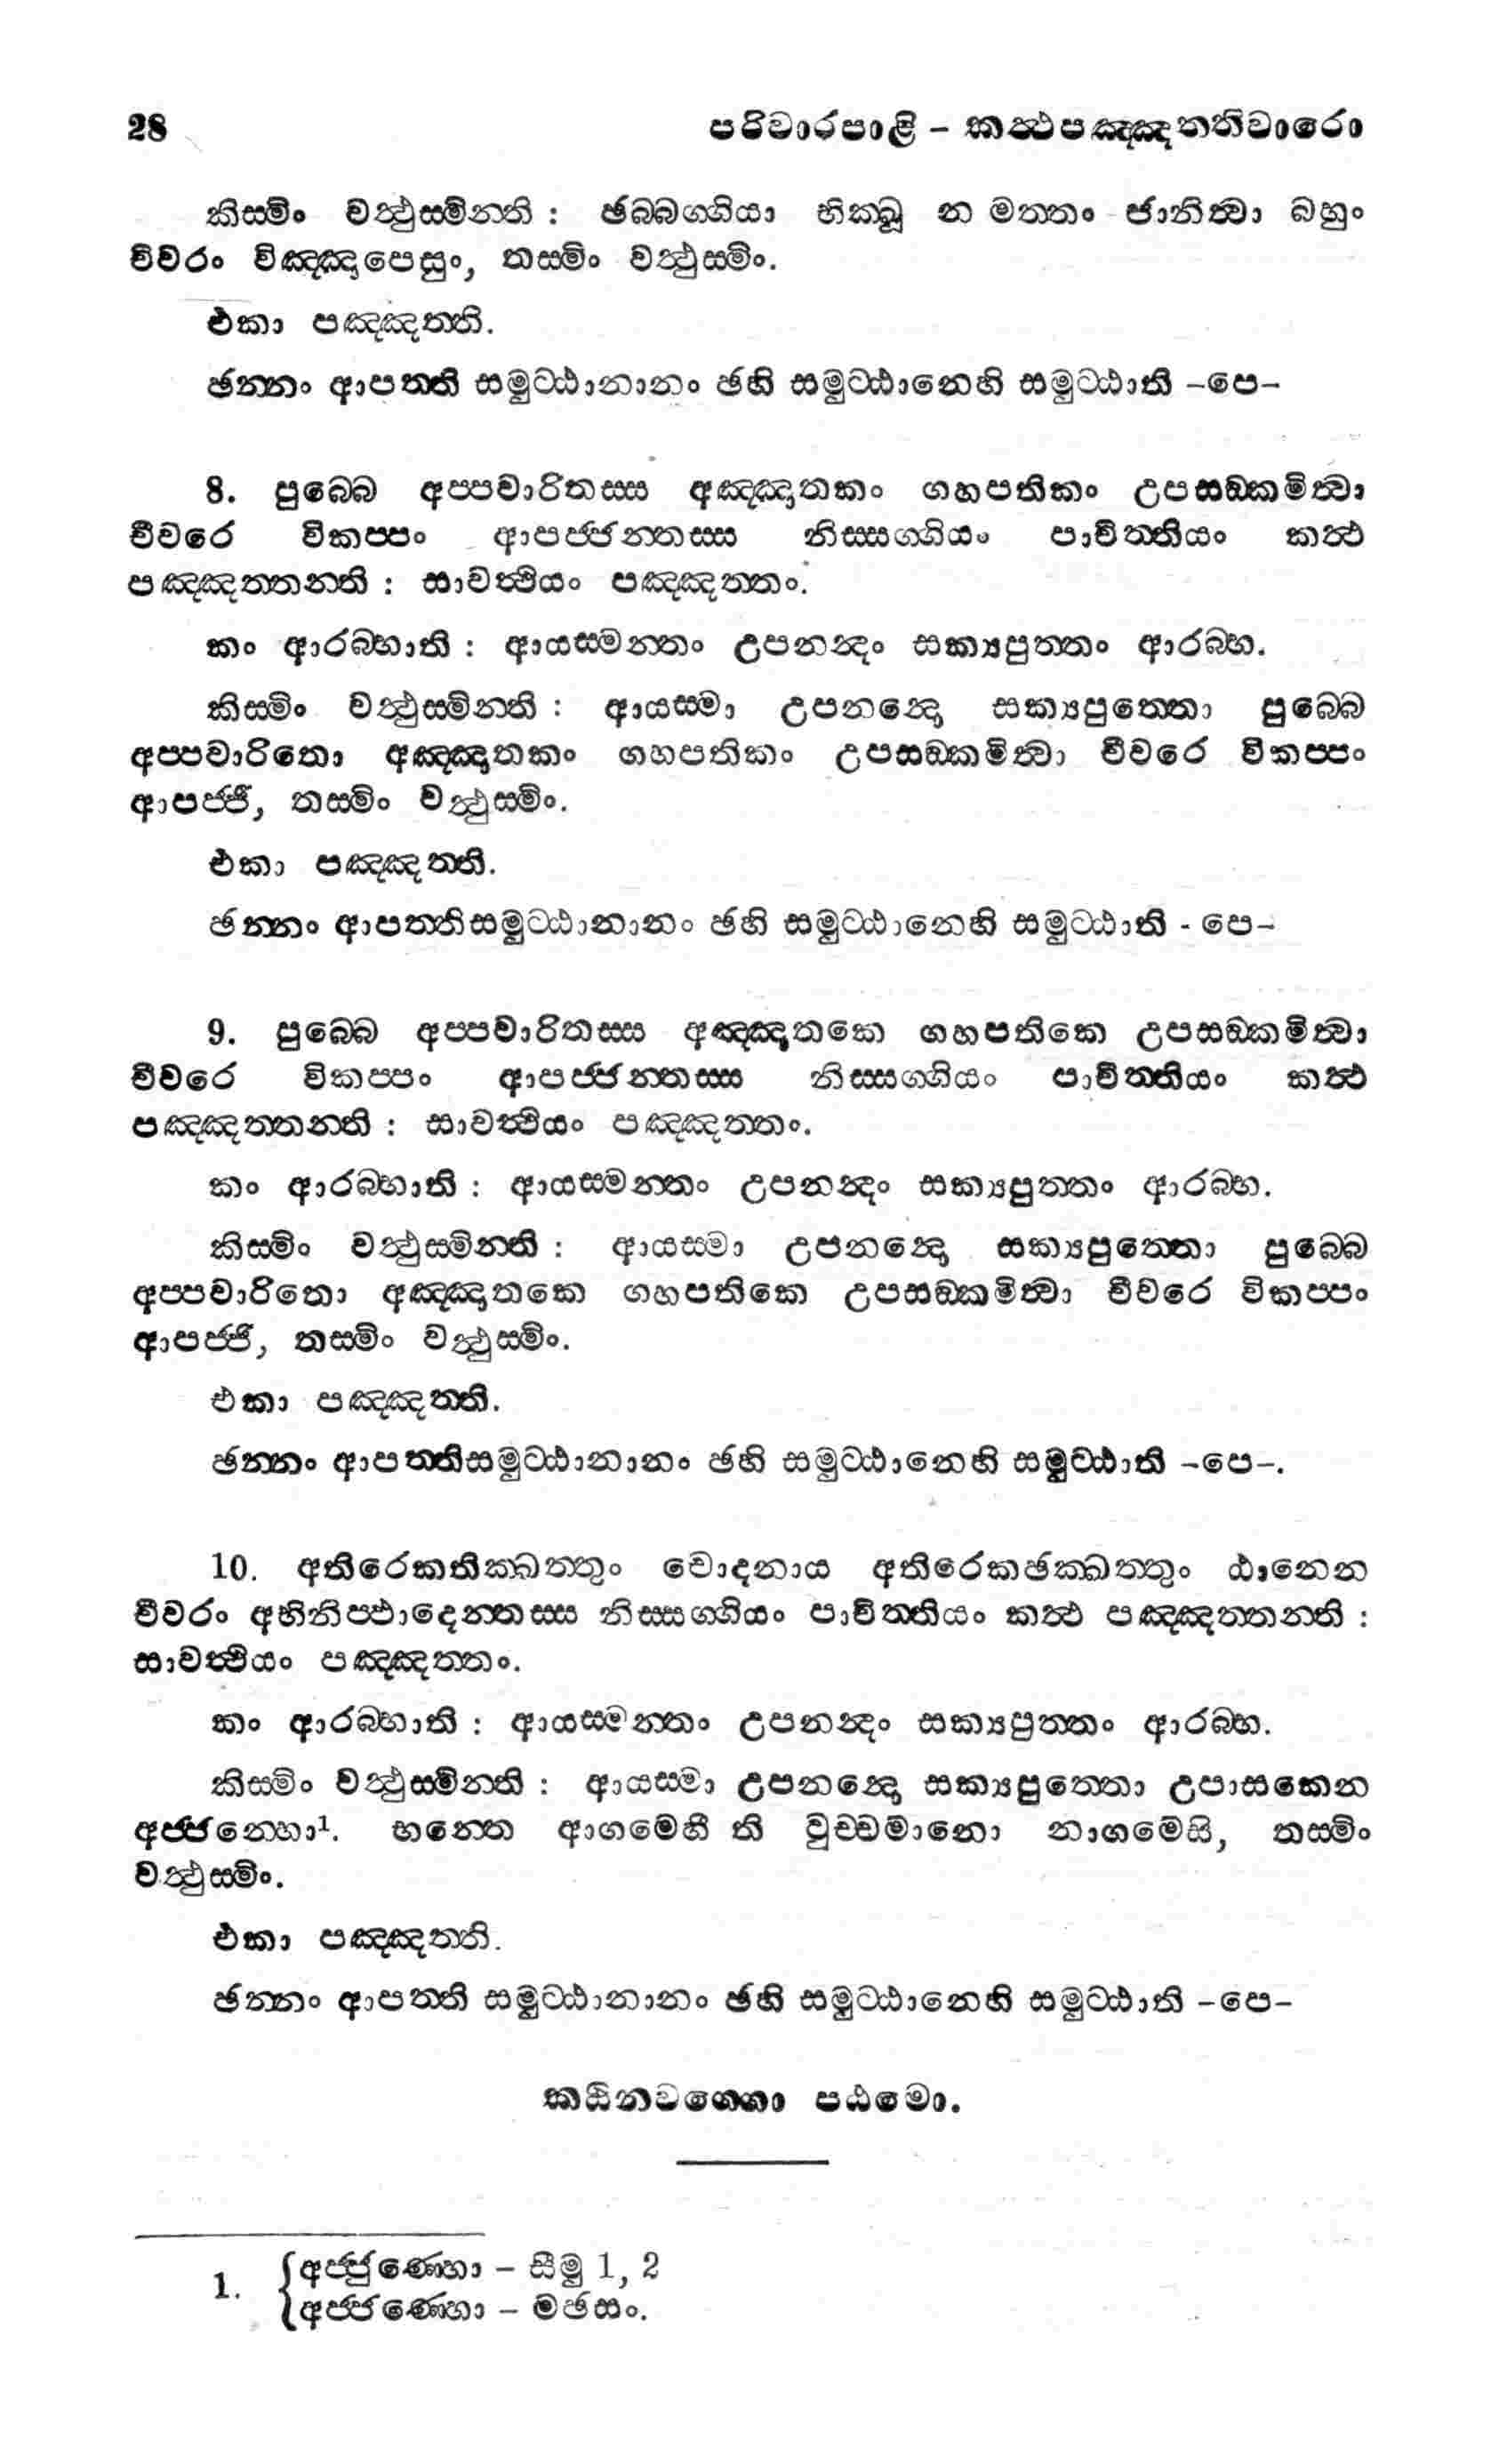 28 පරිවාරපාළි - කත්ථපඤ්ඤත්තිවාරො
කිස්මිං වත්ථුස්මින්ති : ඡබ්බග්ගියා භික්ඛූ න මත්තං ජානිත්වා බහුං
චීවරං විඤ්ඤාපෙසුං, තස්මිං වත්ථුස්මිං.
එකා පඤ්ඤත්ති.
ඡන්නං ආපත්ති සමුට්ඨානානං ඡහි සමුට්ඨානෙහි සමුට්ඨාති -පෙ-
8. පුබ්බෙ අප්පවාරිතස්ස අඤ්ඤාතකං ගහපතිකං උපසඞ්කමිත්වා
චීවරෙ විකප්පං ආපජ්ජන්තස්ස නිස්සග්ගියං පාචිත්තියං කත්ථ
පඤ්ඤත්තන්ති : සාවත්ථියං පඤ්ඤත්තං.
කං ආරබ්භාති : ආයස්මන්තං උපනන්දං සක්‍යපුත්තං ආරබ්භ.
කිස්මිං වත්ථුස්මින්ති : ආයස්මා උපනන්දො සක්‍යපුත්තො පුබ්බෙ
අප්පවාරිතො අඤ්ඤාතකං ගහපතිකං උපසඞ්කමිත්වා චීවරෙ විකප්පං
ආපජ්ජි, තස්මිං වත්ථුස්මිං.
එකා පඤ්ඤත්ති.
ඡන්නං ආපත්තිසමුට්ඨානානං ඡහි සමුට්ඨානෙහි සමුට්ඨාති - පෙ-
9. පුබ්බෙ අප්පවාරිතස්ස අඤ්ඤාතකෙ ගහපතිකෙ උපසඞ්කමිත්වා
චීවරෙ විකප්පං ආපජ්ජන්තස්ස නිස්සග්ගියං පාචිත්තියං කත්ථ
පඤ්ඤත්තන්ති : සාවත්ථියං පඤ්ඤත්තං.
කං ආරබ්භාති : ආයස්මන්තං උපනන්දං සක්‍යපුත්තං ආරබ්භ.
කිස්මිං වත්ථුස්මින්ති : ආයස්මා උපනන්දො සක්‍යපුත්තො පුබ්බෙ
අප්පවාරිතො අඤ්ඤාතකෙ ගහපතිකෙ උපසඞ්කමිත්වා චීවරෙ විකප්පං
ආපජ්ජි, තස්මිං වත්ථුස්මිං.
එකා පඤ්ඤත්ති.
ඡන්නං ආපත්තිසමුට්ඨානානං ඡහි සමුට්ඨානෙහි සමුට්ඨාති -පෙ-.
10. අතිරෙකතික්ඛත්තුං චොදනාය අතිරෙකඡක්ඛත්තුං ඨානෙන
චීවරං අභිනිප්ඵාදෙන්තස්ස නිස්සග්ගියං පාචිත්තියං කත්ථ පඤ්ඤත්තන්ති :
සාවත්ථියං පඤ්ඤත්තං.
කං ආරබ්භාති : ආයස්මන්තං උපනන්දං සක්‍යපුත්තං ආරබ්භ.
කිස්මිං වත්ථුස්මින්ති : ආයස්මා උපනන්දො සක්‍යපුත්තො උපාසකෙන
අජ්ජන්හො¹. භන්තෙ ආගමෙහී ති වුච්චමානො නාගමෙසි, තස්මිං
වත්ථුස්මිං.
එකා පඤ්ඤත්ති.
ඡන්නං ආපත්ති සමුට්ඨානානං ඡහි සමුට්ඨානෙහි සමුට්ඨාති -පෙ-
කඨිනවග්ගො පඨමො.
1. {අජ්ජුණ්හො - සීමු 1, 2
{අජ්ජණ්හො - මඡසං.